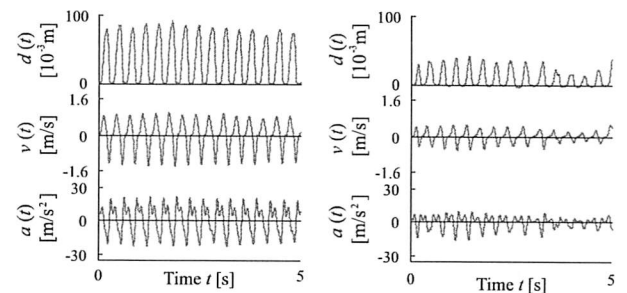 100
d (t)
[10⁻³m]
0
1.6
v (t)
[m/s]
0
-1.6
30
a (t)
[m/s²]
0
-30
0
Time t [s]
5
100
d (t)
[10⁻³m]
0
1.6
v (t)
[m/s]
0
-1.6
30
a (t)
[m/s²]
0
-30
0
Time t [s]
5